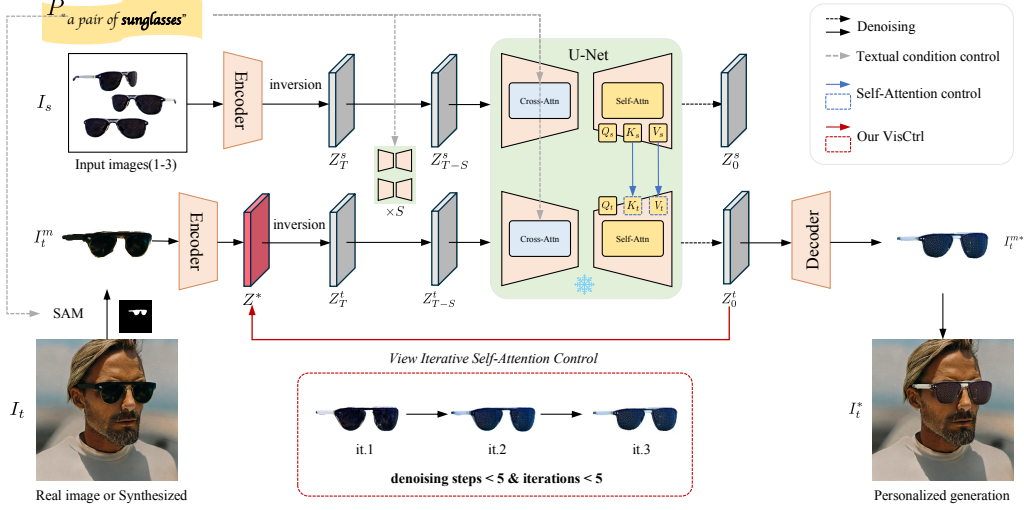 P "a pair of sunglasses"
I_s
Input images(1-3)
Encoder
inversion
Z_T^s
Z_{T-S}^s
×S
U-Net
Cross-Attn
Self-Attn
Q_s K_s V_s
Z_0^s
Denoising
Textual condition control
Self-Attention control
Our VisCtrl
I_t^m
Encoder
Z*
inversion
Z_T^t
Z_{T-S}^t
Cross-Attn
Q_t K_t V_t
Self-Attn
Z_0^t
Decoder
I_t^{m*}
SAM
I_t
Real image or Synthesized
View Iterative Self-Attention Control
it.1
it.2
it.3
denoising steps < 5 & iterations < 5
I_t^*
Personalized generation